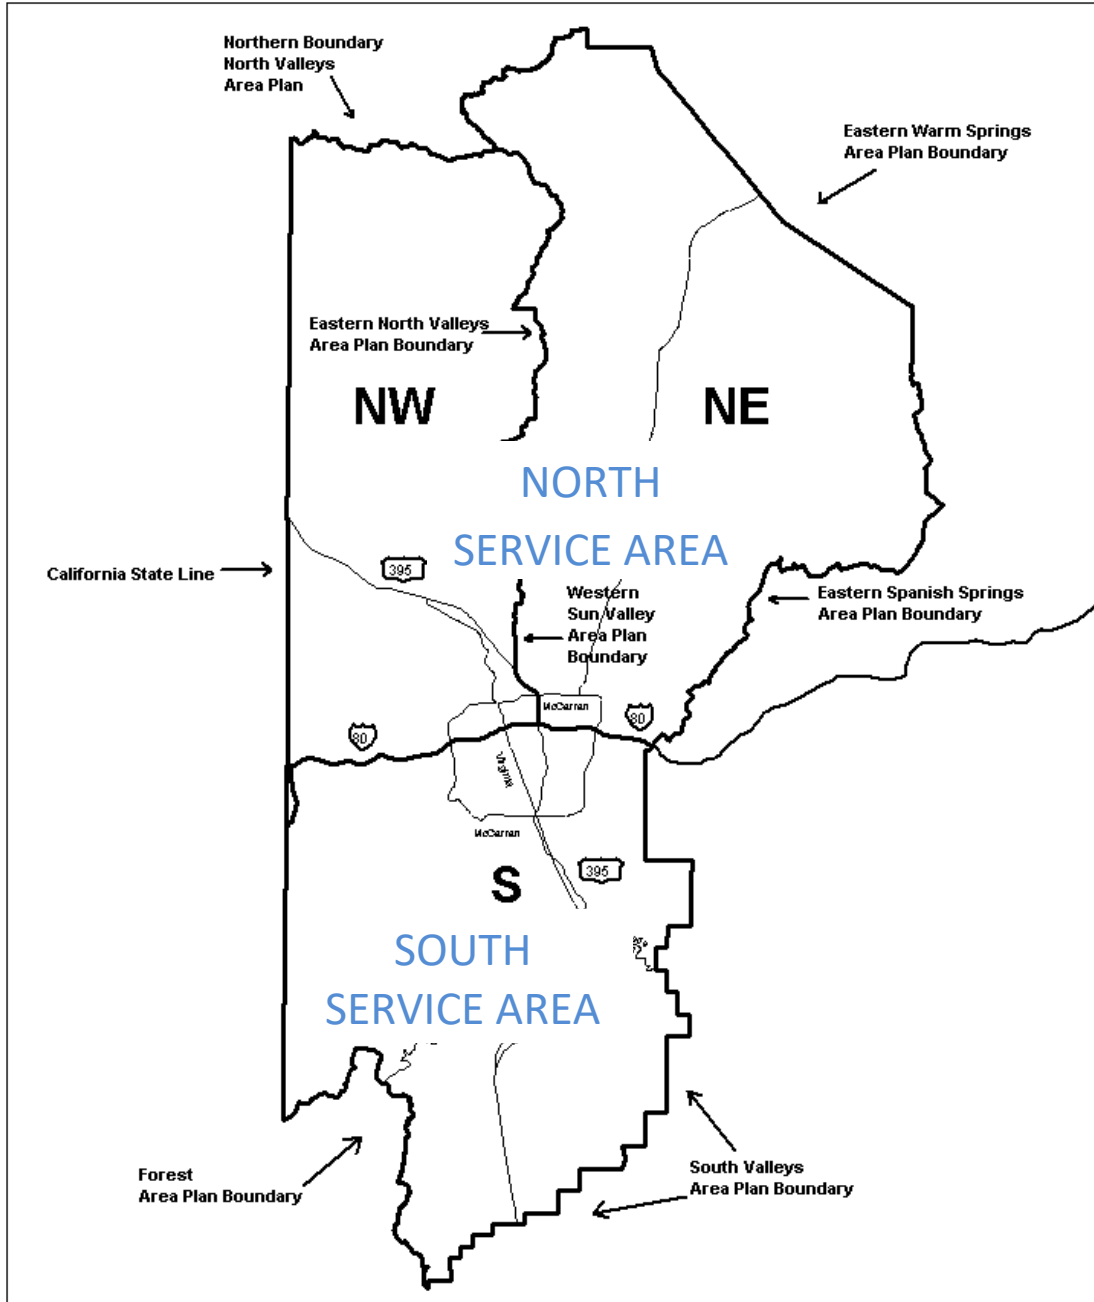 Northern Boundary
North Valleys
Area Plan
Eastern Warm Springs
Area Plan Boundary
Eastern North Valleys
Area Plan Boundary
NW
NE
NORTH
SERVICE AREA
395
California State Line
Western
Sun Valley
Area Plan
Boundary
Eastern Spanish Springs
Area Plan Boundary
McCarran
80
80
Virginia
McCarran
395
S
SOUTH
SERVICE AREA
Forest
Area Plan Boundary
South Valleys
Area Plan Boundary